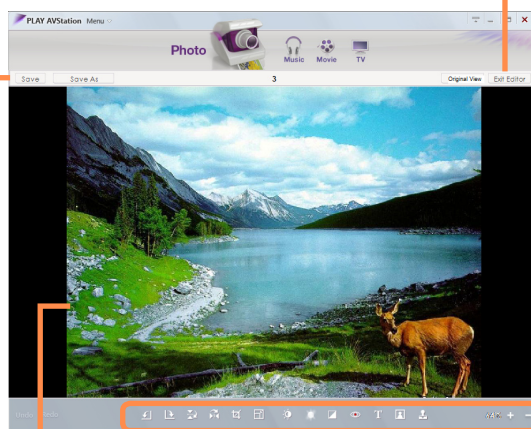 PLAY AVStation Menu
Photo
Music Movie TV
Save Save As 3 Original View Exit Editor
T